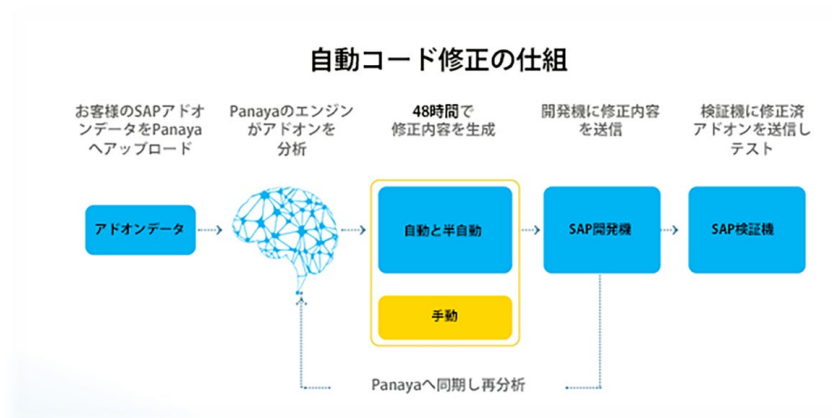 自動コード修正の仕組
お客様のSAPアドオ
ンデータをPanaya
へアップロード
Panayaのエンジン
がアドオンを
分析
48時間で
修正内容を生成
開発機に修正内容
を送信
検証機に修正済
アドオンを送信し
テスト
アドオンデータ
自動と半自動
SAP開発機
SAP検証機
手動
Panayaへ同期し再分析